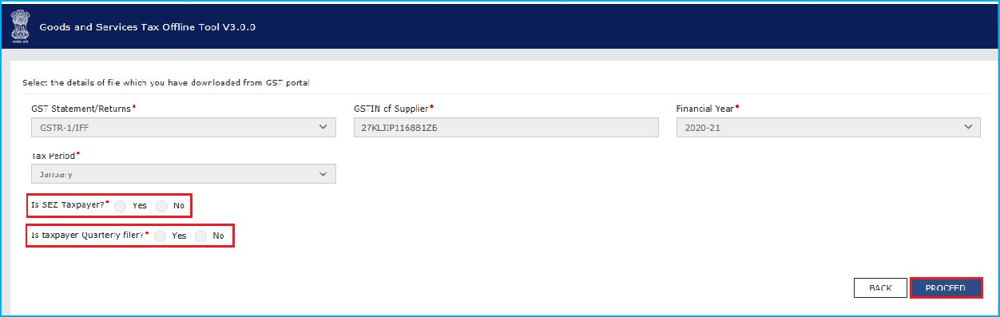 Goods and Services Tax Offline Tool V3.0.0
Select the details of file which you have downloaded from GST portal
GST Statement/Returns• GSTIN of Supplier• Financial Year•
GSTR-1/IFF 27KLJIP1168B1ZB 2020-21
Tax Period•
January
Is SEZ Taxpayer?• Yes No
Is taxpayer Quarterly filer?• Yes No
BACK PROCEED